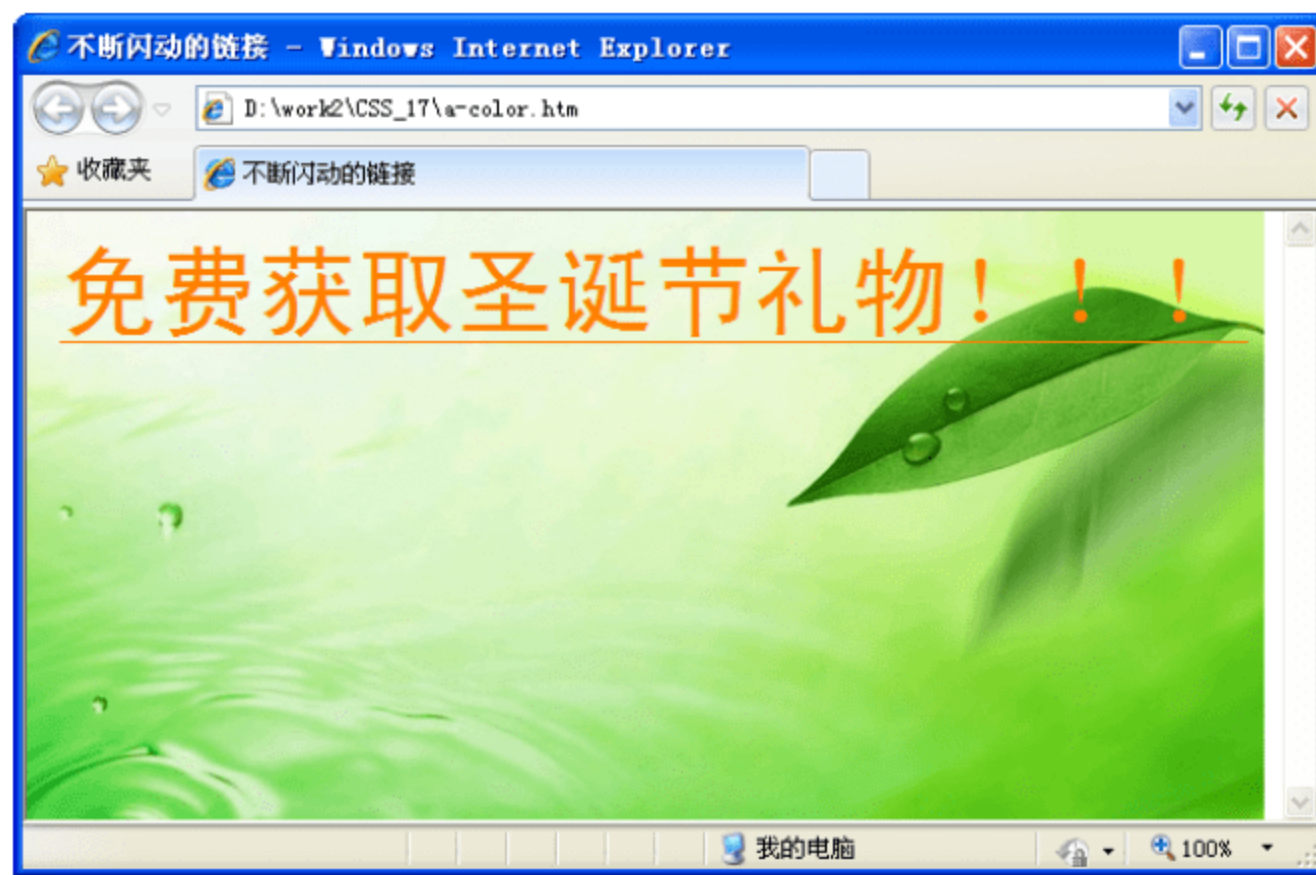 不断闪动的链接 - Windows Internet Explorer
D:\work2\CSS_17\a-color.htm
收藏夹
不断闪动的链接
免费获取圣诞节礼物！！！
我的电脑
100%